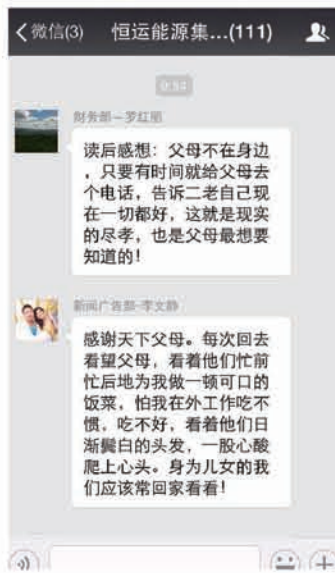 微信(3) 恒运能源集...(111)
9:54
财务部－罗红丽
读后感想：父母不在身边
，只要有时间就给父母去
个电话，告诉二老自己现
在一切都好，这就是现实
的尽孝，也是父母最想要
知道的！
新闻广告部-李文静
感谢天下父母。每次回去
看望父母，看着他们忙前
忙后地为我做一顿可口的
饭菜，怕我在外工作吃不
惯，吃不好，看着他们日
渐鬓白的头发，一股心酸
爬上心头。身为儿女的我
们应该常回家看看！